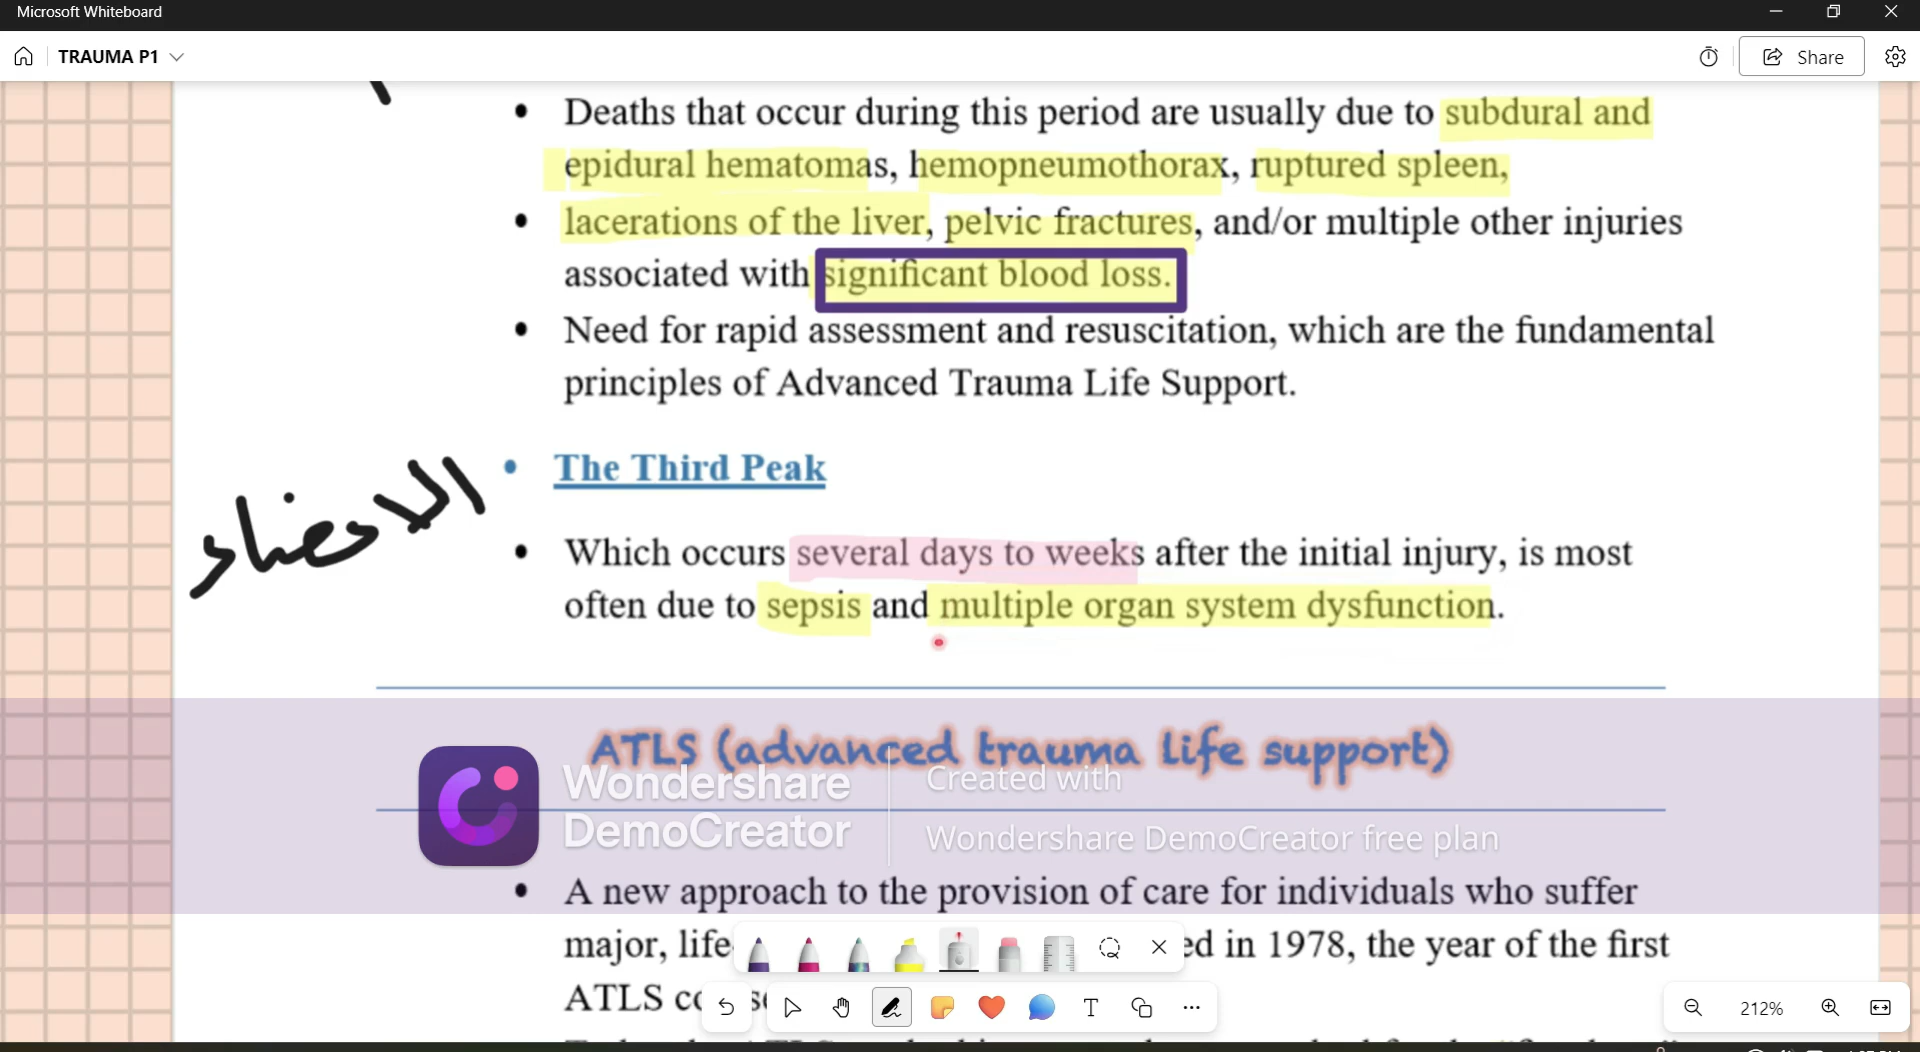 Microsoft Whiteboard
TRAUMA P1
Share
• Deaths that occur during this period are usually due to subdural and
epidural hematomas, hemopneumothorax, ruptured spleen,
• lacerations of the liver, pelvic fractures, and/or multiple other injuries
associated with significant blood loss.
• Need for rapid assessment and resuscitation, which are the fundamental
principles of Advanced Trauma Life Support.
• The Third Peak
• Which occurs several days to weeks after the initial injury, is most
often due to sepsis and multiple organ system dysfunction.
ATLS (advanced trauma life support)
Wondershare
DemoCreator
Created with
Wondershare DemoCreator free plan
• A new approach to the provision of care for individuals who suffer
major, life ed in 1978, the year of the first
ATLS
212%